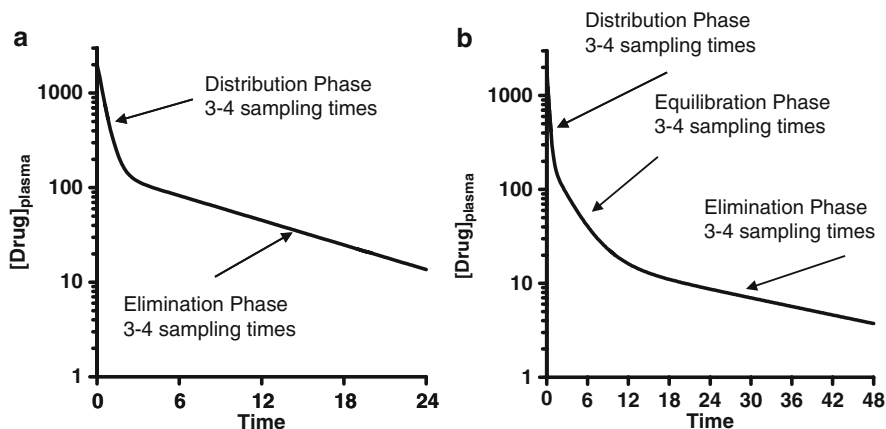 a
Distribution Phase
3-4 sampling times
Elimination Phase
3-4 sampling times
[Drug]plasma
1000
100
10
1
0
6
12
18
24
Time
b
Distribution Phase
3-4 sampling times
Equilibration Phase
3-4 sampling times
Elimination Phase
3-4 sampling times
[Drug]plasma
1000
100
10
1
0
6
12
18
24
30
36
42
48
Time